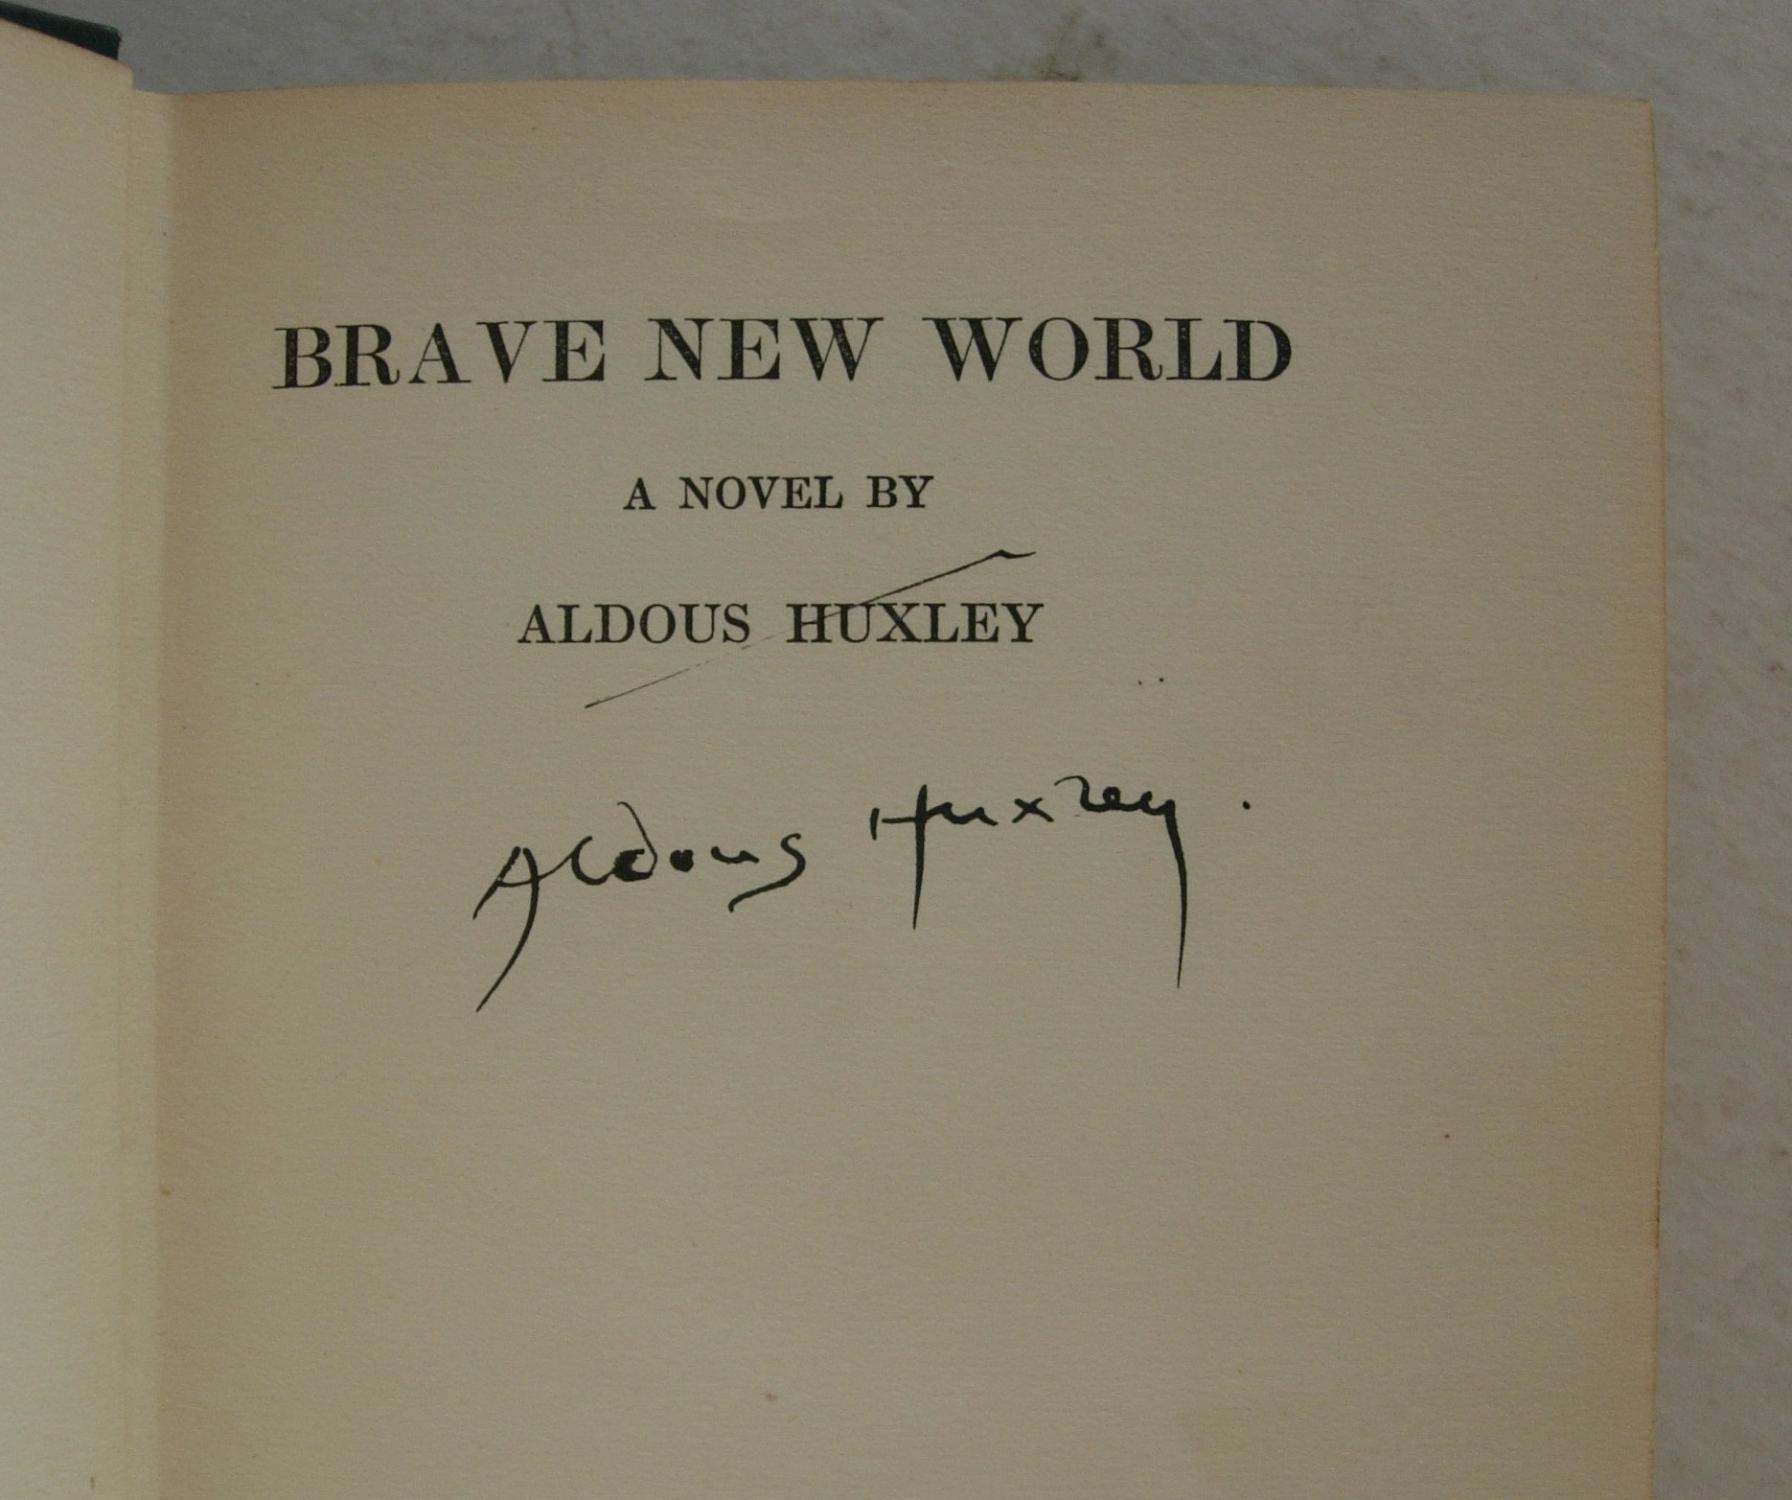 BRAVE NEW WORLD
A NOVEL BY
ALDOUS HUXLEY
Aldous Huxley.